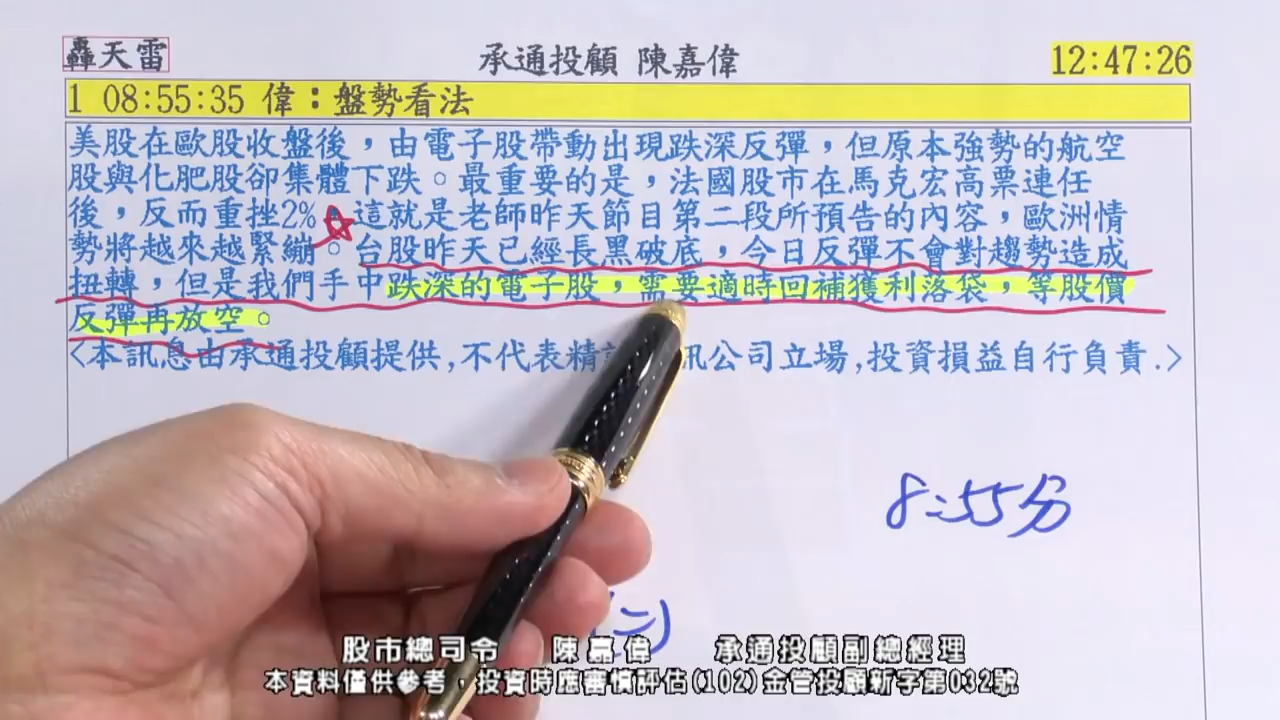 轟天雷 承通投顧 陳嘉偉 12:47:26
1 08:55:35 偉：盤勢看法
美股在歐股收盤後，由電子股帶動出現跌深反彈，但原本強勢的航空
股與化肥股卻集體下跌。最重要的是，法國股市在馬克宏高票連任
後，反而重挫2%，這就是老師昨天節目第二段所預告的內容，歐洲情
勢將越來越緊繃。台股昨天已經長黑破底，今日反彈不會對趨勢造成
扭轉，但是我們手中跌深的電子股，需要適時回補獲利落袋，等股價
反彈再放空。
<本訊息由承通投顧提供,不代表精 訊公司立場,投資損益自行負責.>
8:55分
(二)
股市總司令 陳嘉偉 承通投顧副總經理
本資料僅供參考，投資時應審慎評估(102)金管投顧新字第032號